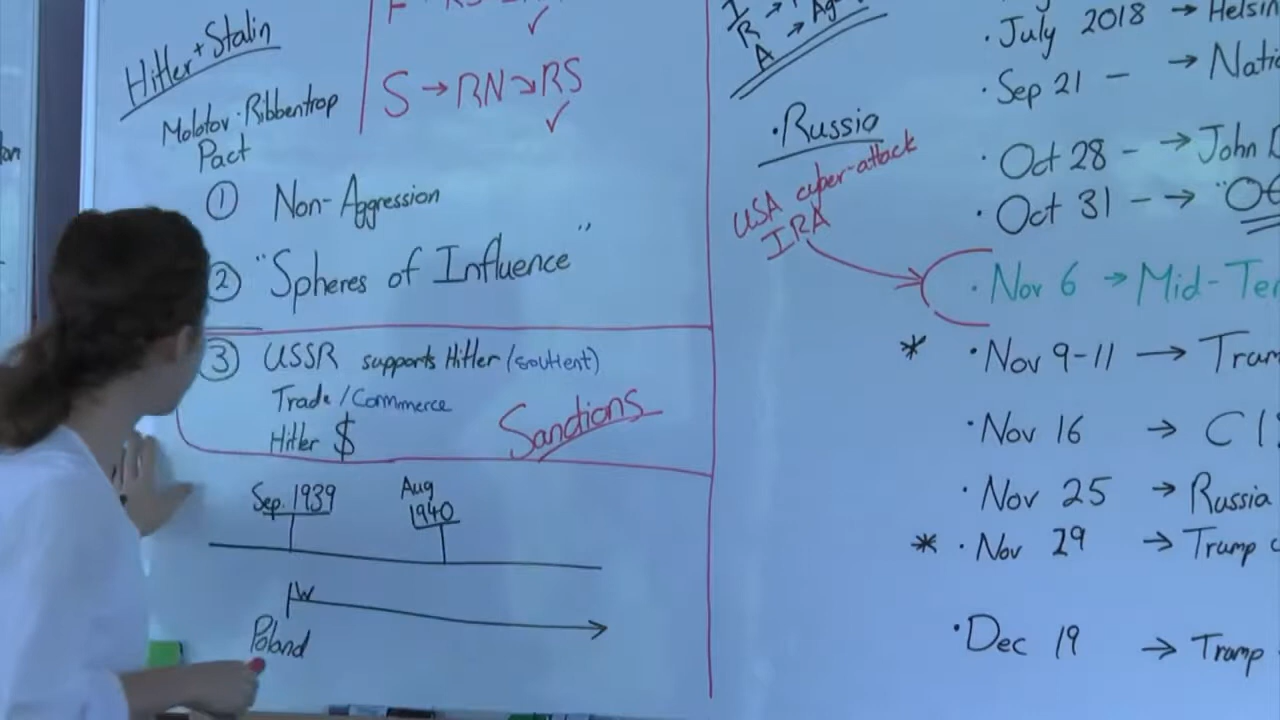 Hitler + Stalin
Molotov-Ribbentrop
Pact
① Non-Aggression
② "Spheres of Influence"
③ USSR supports Hitler (soutient)
Trade/Commerce
Hitler $
Sanctions
Sep. 1939
Aug
1940
Poland
S → RN → RS
R →
A → Ag
· Russia
USA cyber-attack
IRA
· July 2018 → Helsin
· Sep 21 — → Natio
· Oct 28 - → John D
· Oct 31 - →
· Nov 6 → Mid-Ter
* · Nov 9-11 → Trum
· Nov 16 →
· Nov 25 → Russia
* · Nov 29 → Trump
· Dec 19 → Trump